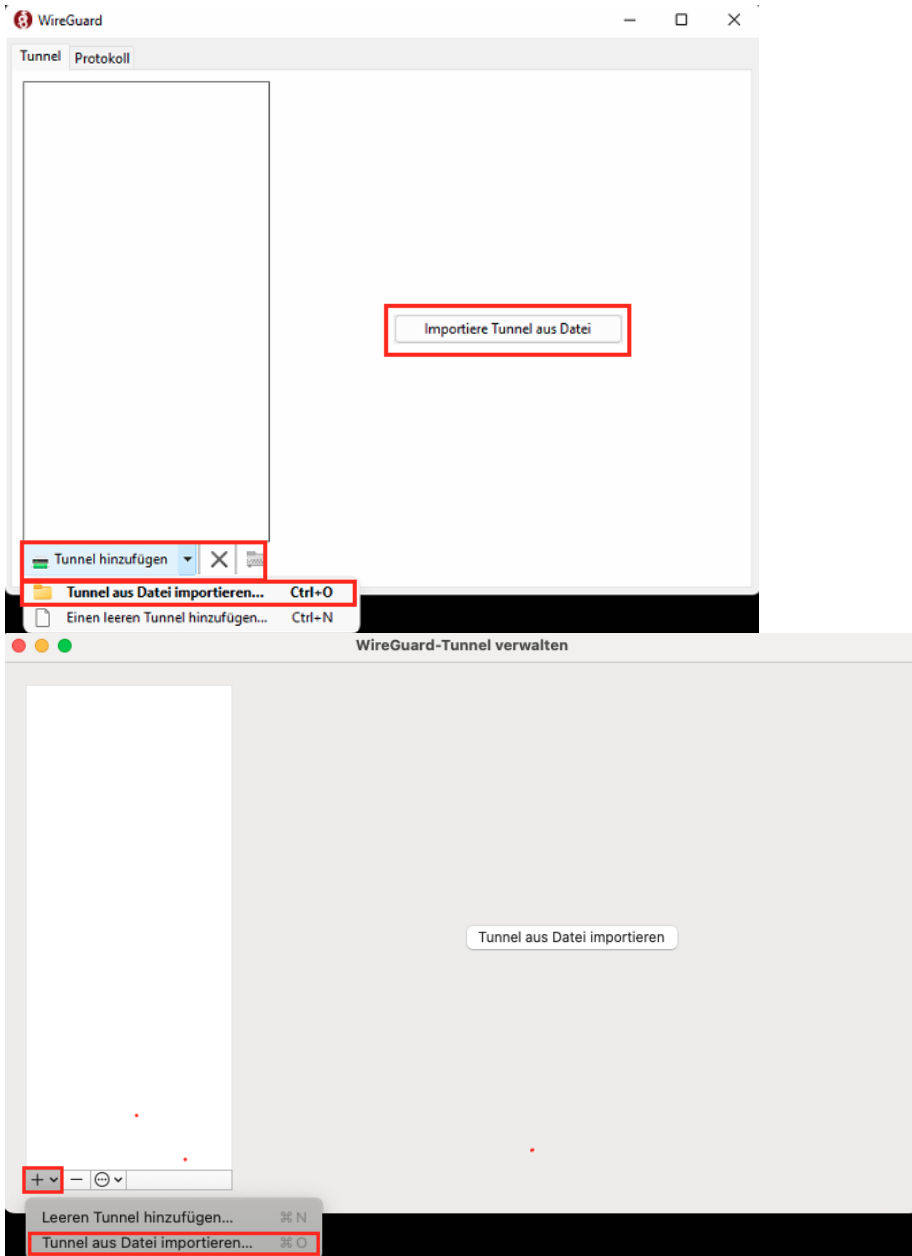 WireGuard
Tunnel Protokoll
Importiere Tunnel aus Datei
Tunnel hinzufügen
Tunnel aus Datei importieren... Ctrl+O
Einen leeren Tunnel hinzufügen... Ctrl+N
WireGuard-Tunnel verwalten
Tunnel aus Datei importieren
Leeren Tunnel hinzufügen... ⌘ N
Tunnel aus Datei importieren... ⌘ O